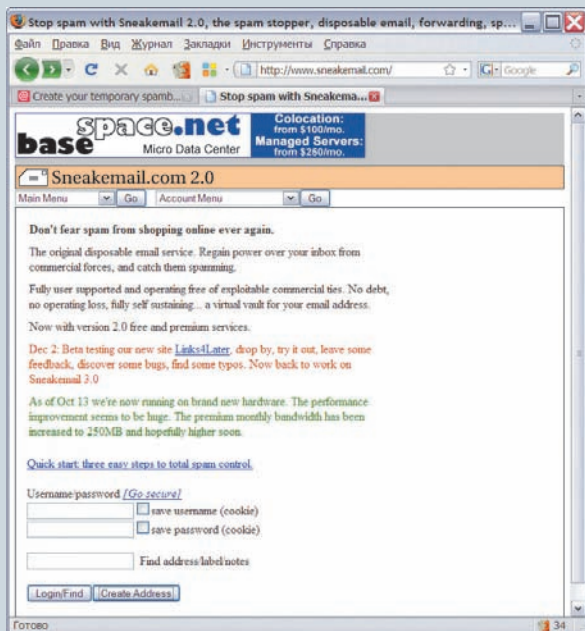 Stop spam with Sneakemail 2.0, the spam stopper, disposable email, forwarding, sp...
Файл Правка Вид Журнал Закладки Инструменты Справка
http://www.sneakemail.com/
Google
Create your temporary spamb...
Stop spam with Sneakema...
base space.net
Micro Data Center
Colocation:
from $100/mo.
Managed Servers:
from $250/mo.
Sneakemail.com 2.0
Main Menu Go Account Menu Go
Don't fear spam from shopping online ever again.
The original disposable email service. Regain power over your inbox from
commercial forces, and catch them spamming.
Fully user supported and operating free of exploitable commercial ties. No debt,
no operating loss, fully self sustaining... a virtual vault for your email address.
Now with version 2.0 free and premium services.
Dec 2: Beta testing our new site Links4Later, drop by, try it out, leave some
feedback, discover some bugs, find some typos. Now back to work on
Sneakemail 3.0
As of Oct 13 we're now running on brand new hardware. The performance
improvement seems to be huge. The premium monthly bandwidth has been
increased to 250MB and hopefully higher soon.
Quick start: three easy steps to total spam control.
Username/password [Go secure]
save username (cookie)
save password (cookie)
Find address/label/notes
Login/Find Create Address
Готово
34